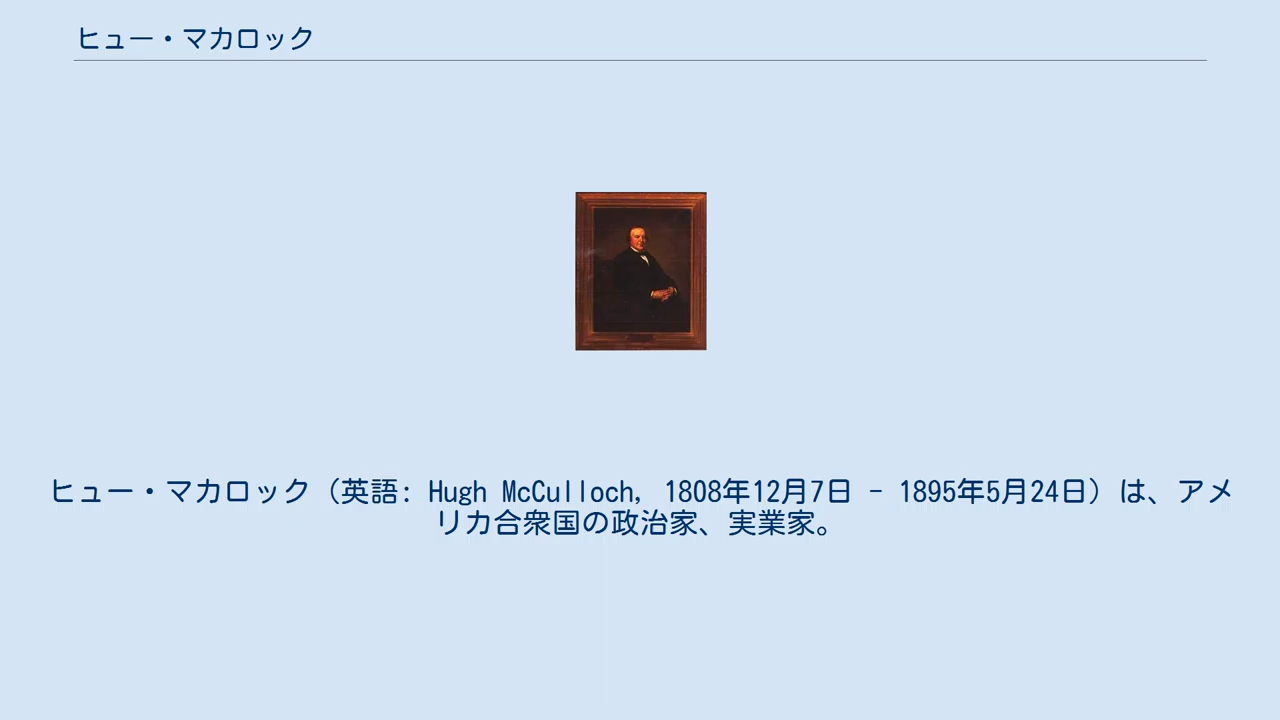 ヒュー・マカロック
ヒュー・マカロック（英語: Hugh McCulloch, 1808年12月7日 - 1895年5月24日）は、アメ
リカ合衆国の政治家、実業家。